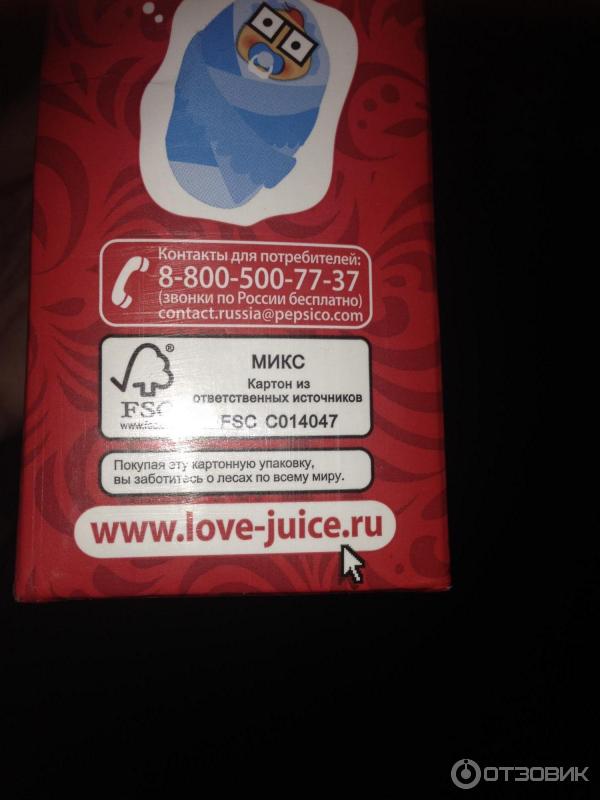 Контакты для потребителей:
8-800-500-77-37
(звонки по России бесплатно)
contact.russia@pepsico.com
®
МИКС
Картон из
ответственных источников
FSC
www.fsc.
FSC C014047
Покупая эту картонную упаковку,
вы заботитесь о лесах по всему миру.
www.love-juice.ru
ОТЗОВИК